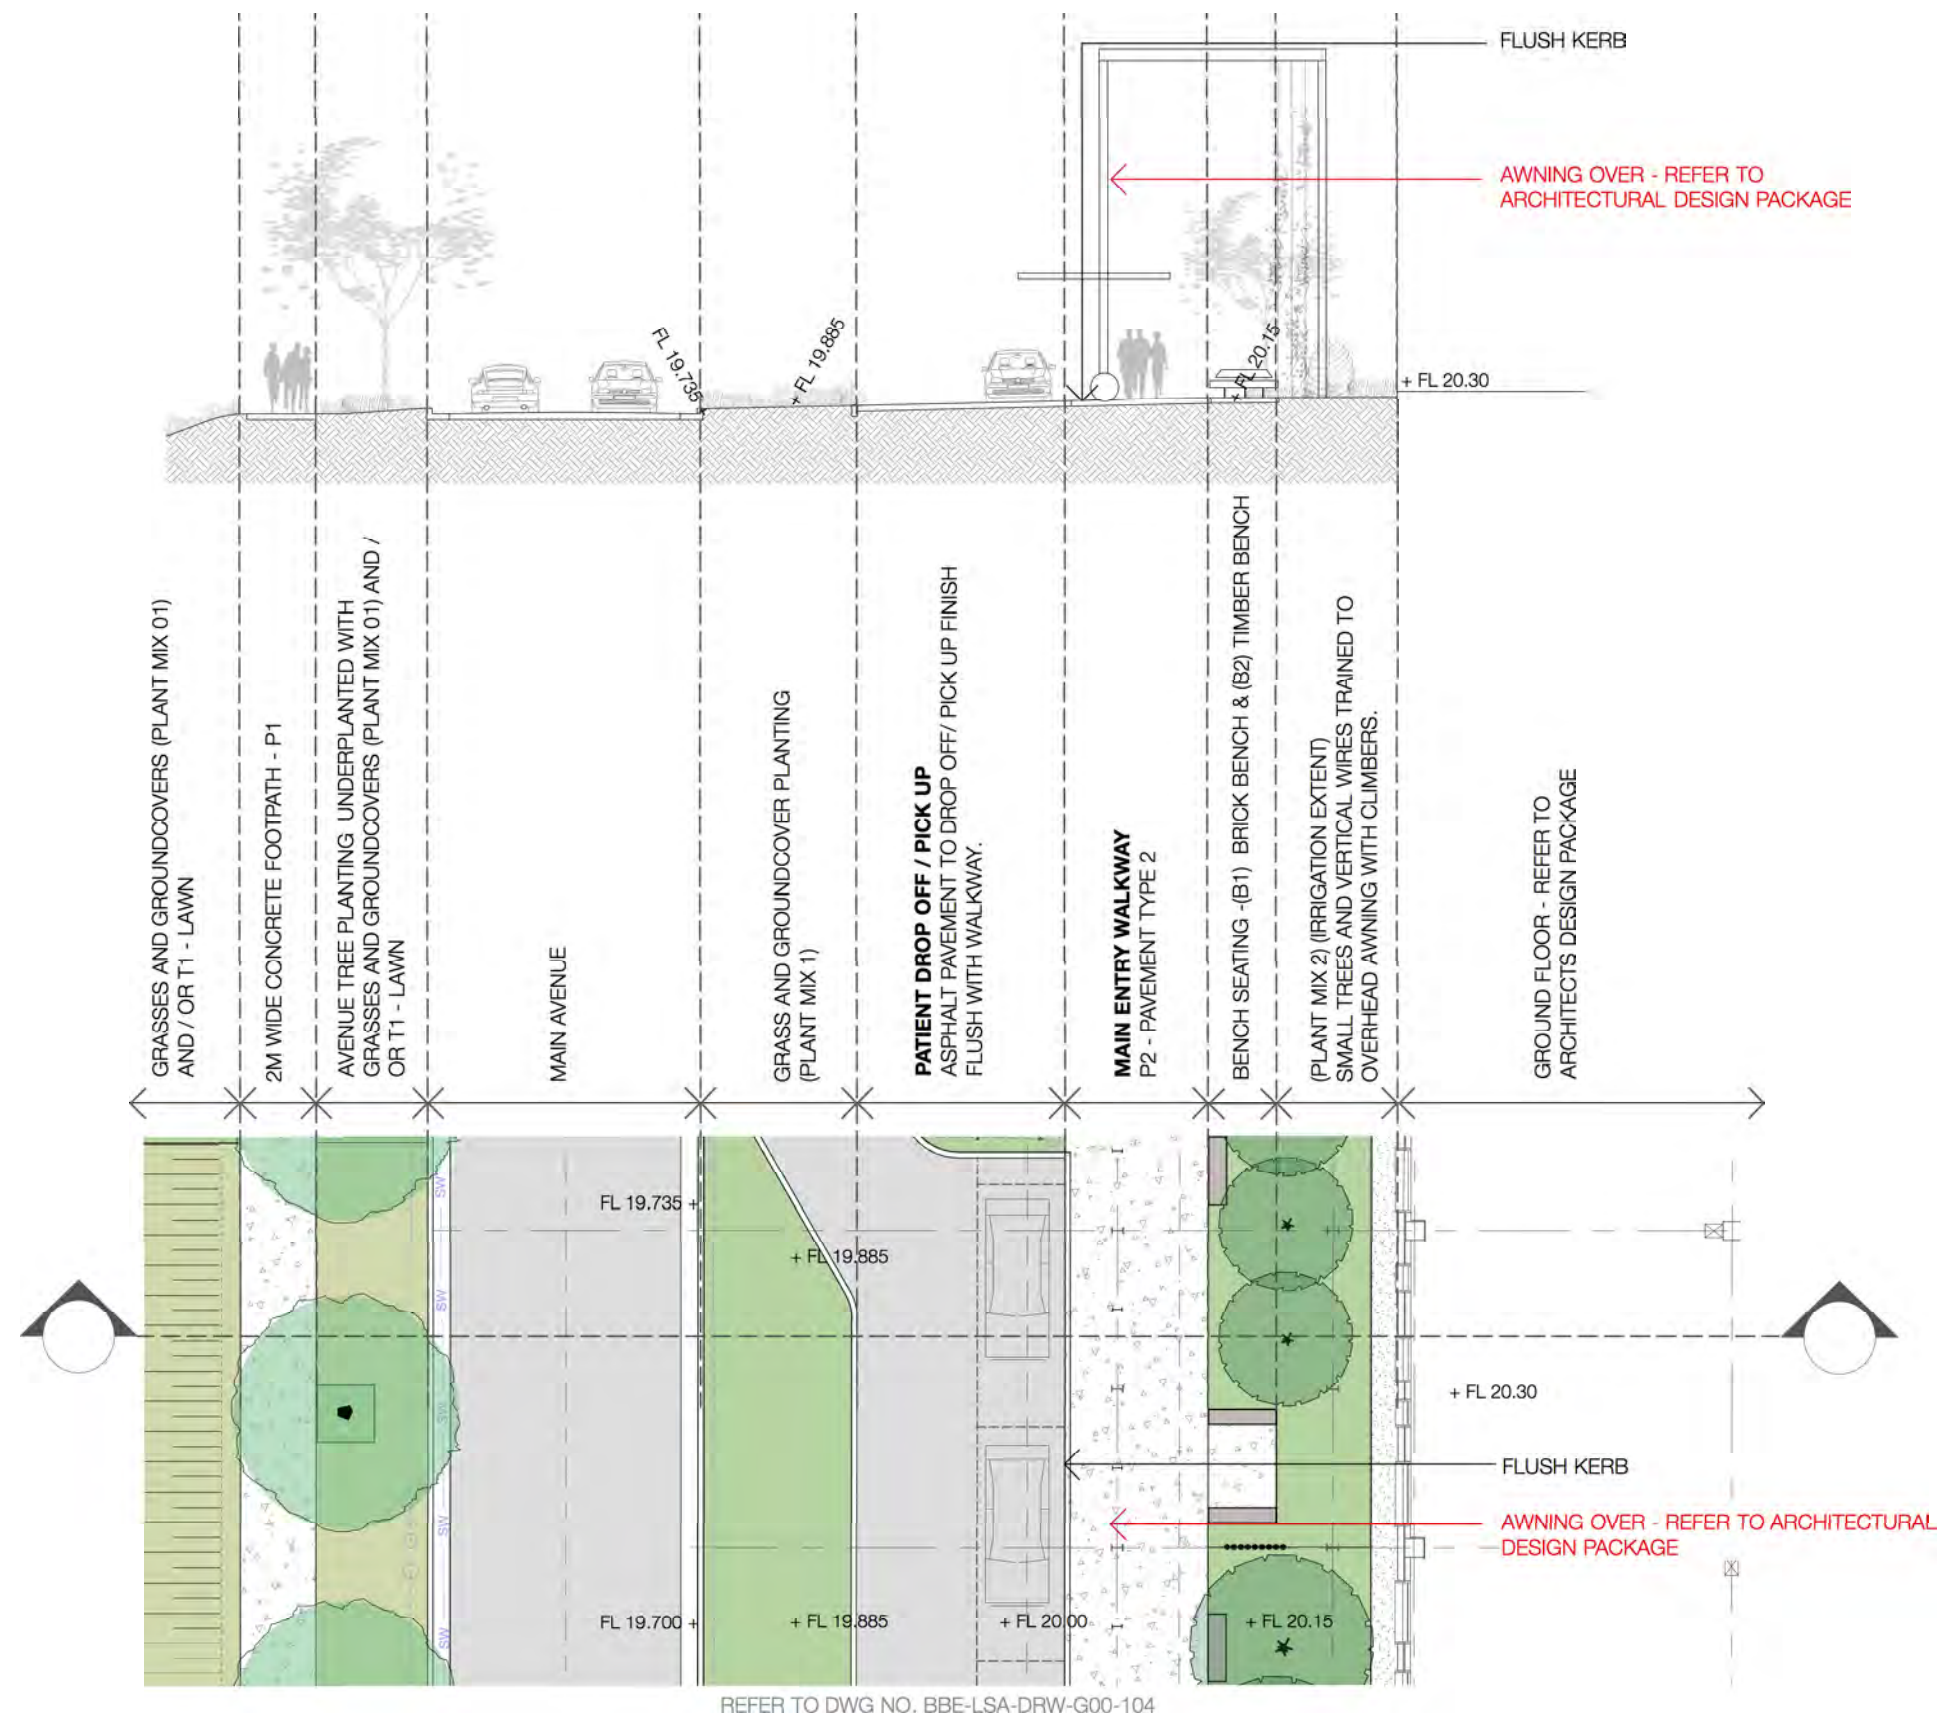 FLUSH KERB
AWNING OVER - REFER TO
ARCHITECTURAL DESIGN PACKAGE
FL 19.735
+ FL 19.885
+ FL 20.15
+ FL 20.30
GRASSES AND GROUNDCOVERS (PLANT MIX 01)
AND / OR T1 - LAWN
2M WIDE CCNCRETE FOOTPATH - P1
AVENUE TREE PLANTING UNDERPLANTED WITH
GRASSES AND GROUNDCOVERS (PLANT MIX 01) AND /
OR T1 - LAWN
MAIN AVENUE
GRASS AND GROUNDCOVER PLANTING
(PLANT MIX 1)
PATIENT DROP OFF / PICK UP
ASPHALT PAVEMENT TO DROP OFF/ PICK UP FINISH
FLUSH WITH WALKWAY.
MAIN ENTRY WALKWAY
P2 - PAVEMENT TYPE 2
BENCH SEATING -(B1) BRICK BENCH & (B2) TIMBER BENCH
(PLANT MIX 2) (IRRIGATION EXTENT)
SMALL TREES AND VERTICAL WIRES TRAINED TO
OVERHEAD AWNING WITH CLIMBERS.
GROUND FLOOR - REFER TO
ARCHITECTS DESIGN PACKAGE
SW
FL 19.735 +
+ FL 19.885
SW
+ FL 20.30
SW
FLUSH KERB
SW
AWNING OVER - REFER TO ARCHITECTURAL
DESIGN PACKAGE
SW
FL 19.700 +
+ FL 19.885
+ FL 20.00
+ FL 20.15
REFER TO DWG NO. BBE-LSA-DRW-G00-104